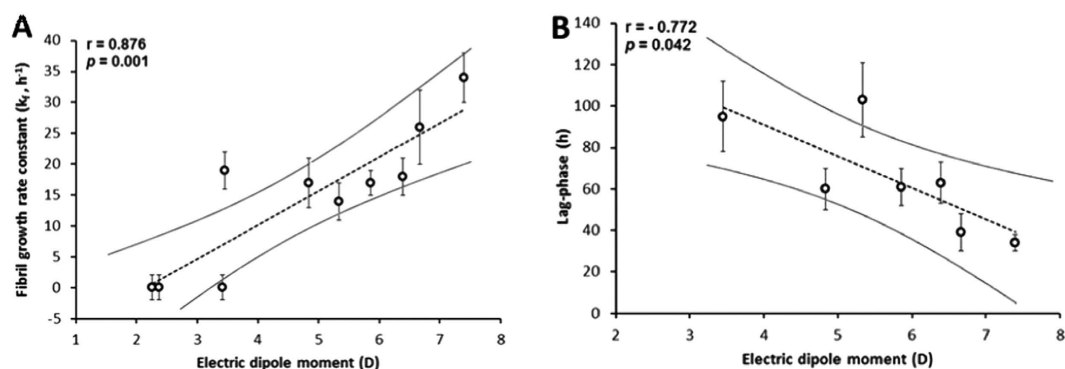 A
r = 0.876
p = 0.001
Fibril growth rate constant (kf, h-1)
40
35
30
25
20
15
10
5
0
-5
1 2 3 4 5 6 7 8
Electric dipole moment (D)
B
r = - 0.772
p = 0.042
Lag-phase (h)
140
120
100
80
60
40
20
0
2 3 4 5 6 7 8
Electric dipole moment (D)